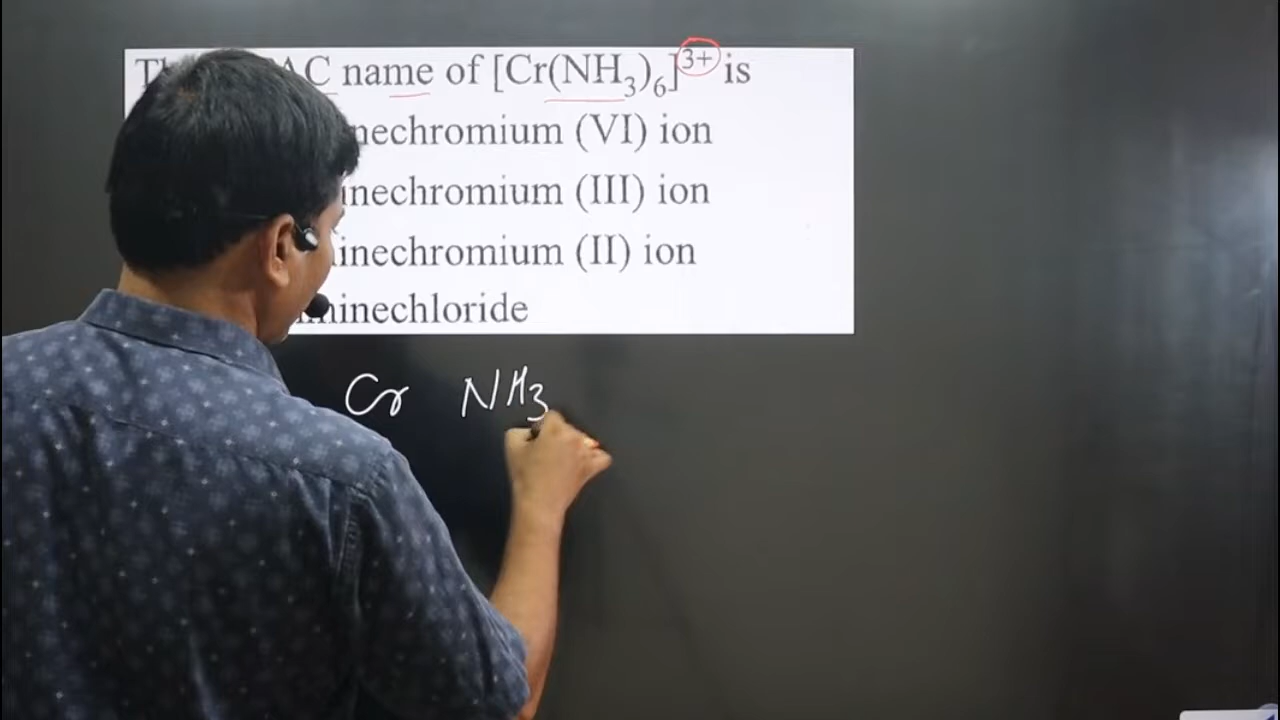 AC name of [Cr(NH₃)₆]³⁺ is
nechromium (VI) ion
inechromium (III) ion
inechromium (II) ion
minechloride
Cr NH₃